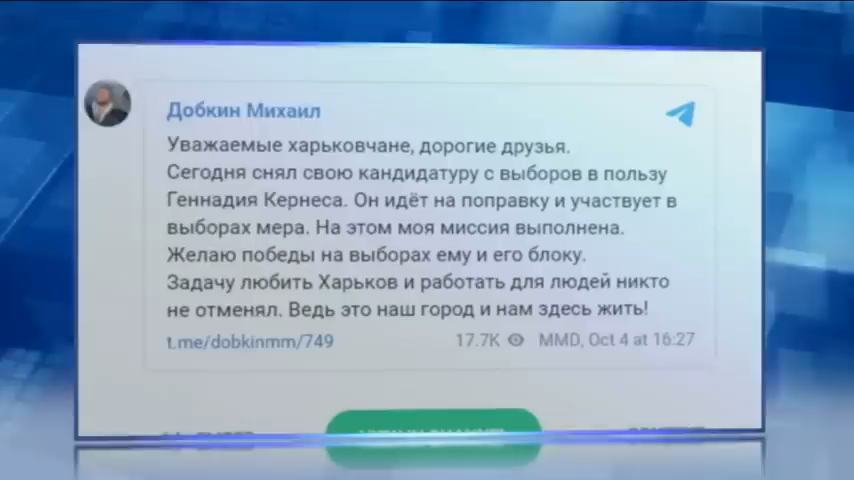 Добкин Михаил
Уважаемые харьковчане, дорогие друзья.
Сегодня снял свою кандидатуру с выборов в пользу
Геннадия Кернеса. Он идёт на поправку и участвует в
выборах мера. На этом моя миссия выполнена.
Желаю победы на выборах ему и его блоку.
Задачу любить Харьков и работать для людей никто
не отменял. Ведь это наш город и нам здесь жить!
t.me/dobkinmm/749 17.7K MMD, Oct 4 at 16:27